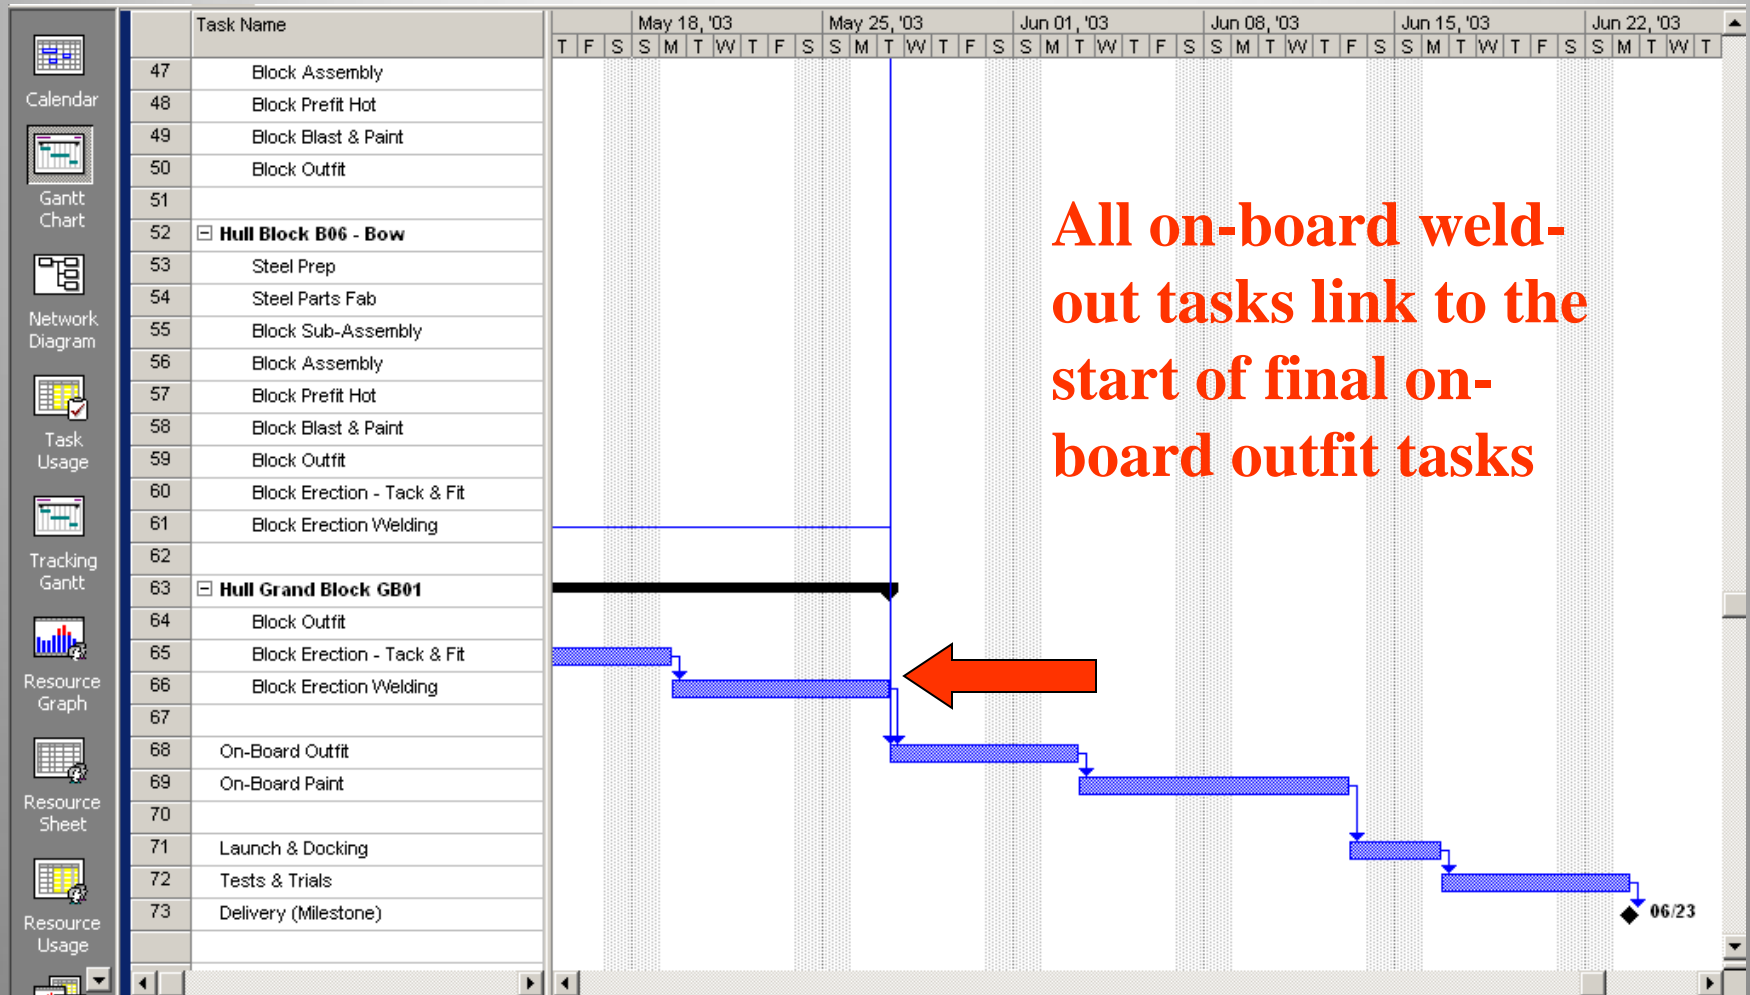 Task Name
May 18, '03 May 25, '03 Jun 01, '03 Jun 08, '03 Jun 15, '03 Jun 22, '03
T F S S M T W T F S S M T W T F S S M T W T F S S M T W T F S S M T W T F S S M T W T
47 Block Assembly
48 Block Prefit Hot
49 Block Blast & Paint
50 Block Outfit
51
52 Hull Block B06 - Bow
53 Steel Prep
54 Steel Parts Fab
55 Block Sub-Assembly
56 Block Assembly
57 Block Prefit Hot
58 Block Blast & Paint
59 Block Outfit
60 Block Erection - Tack & Fit
61 Block Erection Welding
62
63 Hull Grand Block GB01
64 Block Outfit
65 Block Erection - Tack & Fit
66 Block Erection Welding
67
68 On-Board Outfit
69 On-Board Paint
70
71 Launch & Docking
72 Tests & Trials
73 Delivery (Milestone)
06/23
Calendar
Gantt
Chart
Network
Diagram
Task
Usage
Tracking
Gantt
Resource
Graph
Resource
Sheet
Resource
Usage
All on-board weld-
out tasks link to the
start of final on-
board outfit tasks